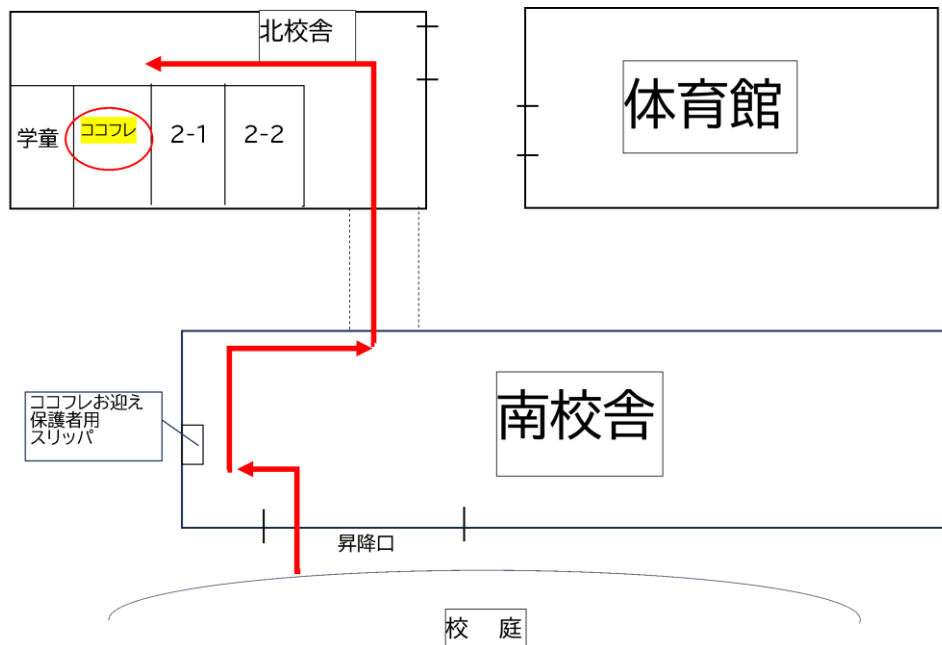 北校舎
体育館
学童
ココフレ
2-1
2-2
ココフレお迎え
保護者用
スリッパ
南校舎
昇降口
校 庭